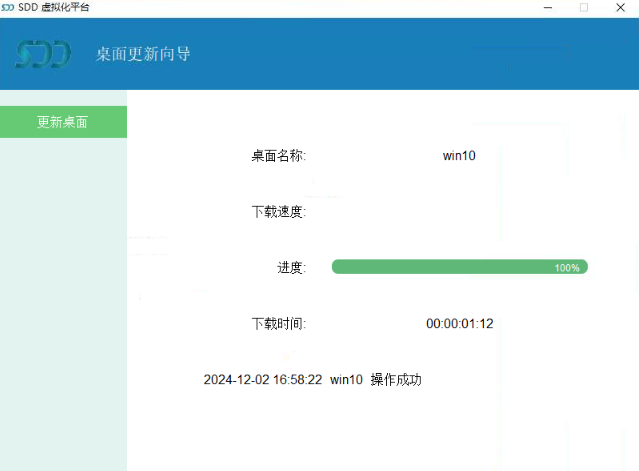 SDD 虚拟化平台
SDD 桌面更新向导
更新桌面
桌面名称: win10
下载速度:
进度: 100%
下载时间: 00:00:01:12
2024-12-02 16:58:22 win10 操作成功